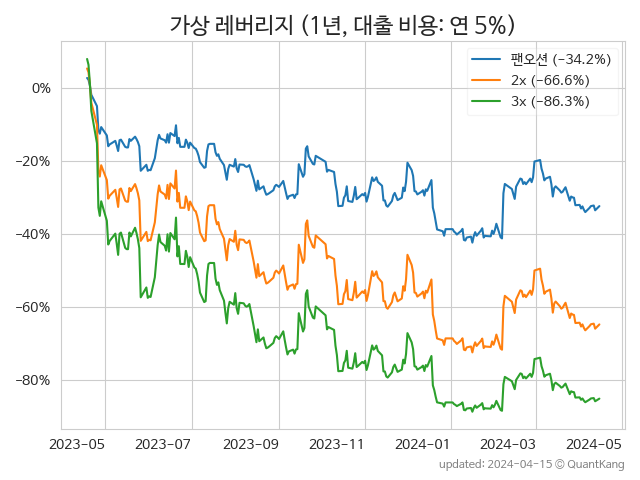 가상 레버리지 (1년, 대출 비용: 연 5%)
팬오션 (−34.2%)
2x (−66.6%)
3x (−86.3%)
0%
−20%
−40%
−60%
−80%
2023-05 2023-07 2023-09 2023-11 2024-01 2024-03 2024-05
updated: 2024-04-15 © QuantKang